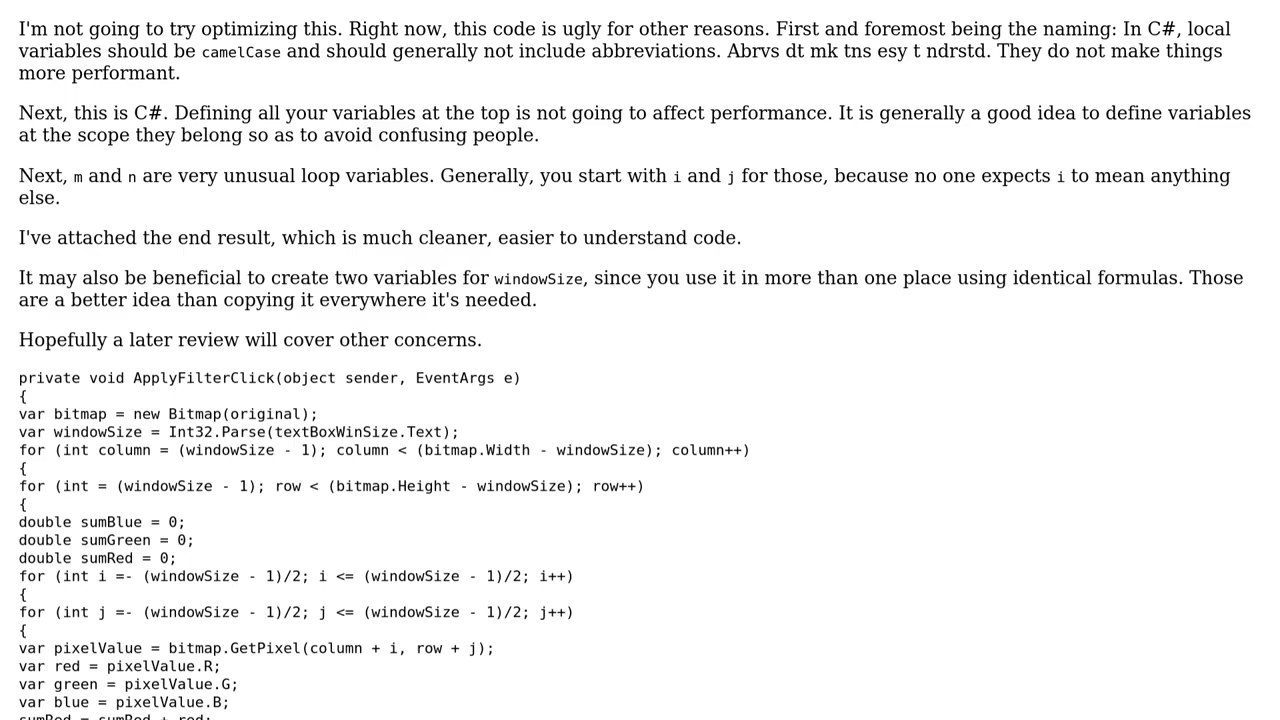 I'm not going to try optimizing this. Right now, this code is ugly for other reasons. First and foremost being the naming: In C#, local
variables should be camelCase and should generally not include abbreviations. Abrvs dt mk tns esy t ndrstd. They do not make things
more performant.
Next, this is C#. Defining all your variables at the top is not going to affect performance. It is generally a good idea to define variables
at the scope they belong so as to avoid confusing people.
Next, m and n are very unusual loop variables. Generally, you start with i and j for those, because no one expects i to mean anything
else.
I've attached the end result, which is much cleaner, easier to understand code.
It may also be beneficial to create two variables for windowSize, since you use it in more than one place using identical formulas. Those
are a better idea than copying it everywhere it's needed.
Hopefully a later review will cover other concerns.
private void ApplyFilterClick(object sender, EventArgs e)
{
var bitmap = new Bitmap(original);
var windowSize = Int32.Parse(textBoxWinSize.Text);
for (int column = (windowSize - 1); column < (bitmap.Width - windowSize); column++)
{
for (int = (windowSize - 1); row < (bitmap.Height - windowSize); row++)
{
double sumBlue = 0;
double sumGreen = 0;
double sumRed = 0;
for (int i =- (windowSize - 1)/2; i <= (windowSize - 1)/2; i++)
{
for (int j =- (windowSize - 1)/2; j <= (windowSize - 1)/2; j++)
{
var pixelValue = bitmap.GetPixel(column + i, row + j);
var red = pixelValue.R;
var green = pixelValue.G;
var blue = pixelValue.B;
sumRed = sumRed + red;